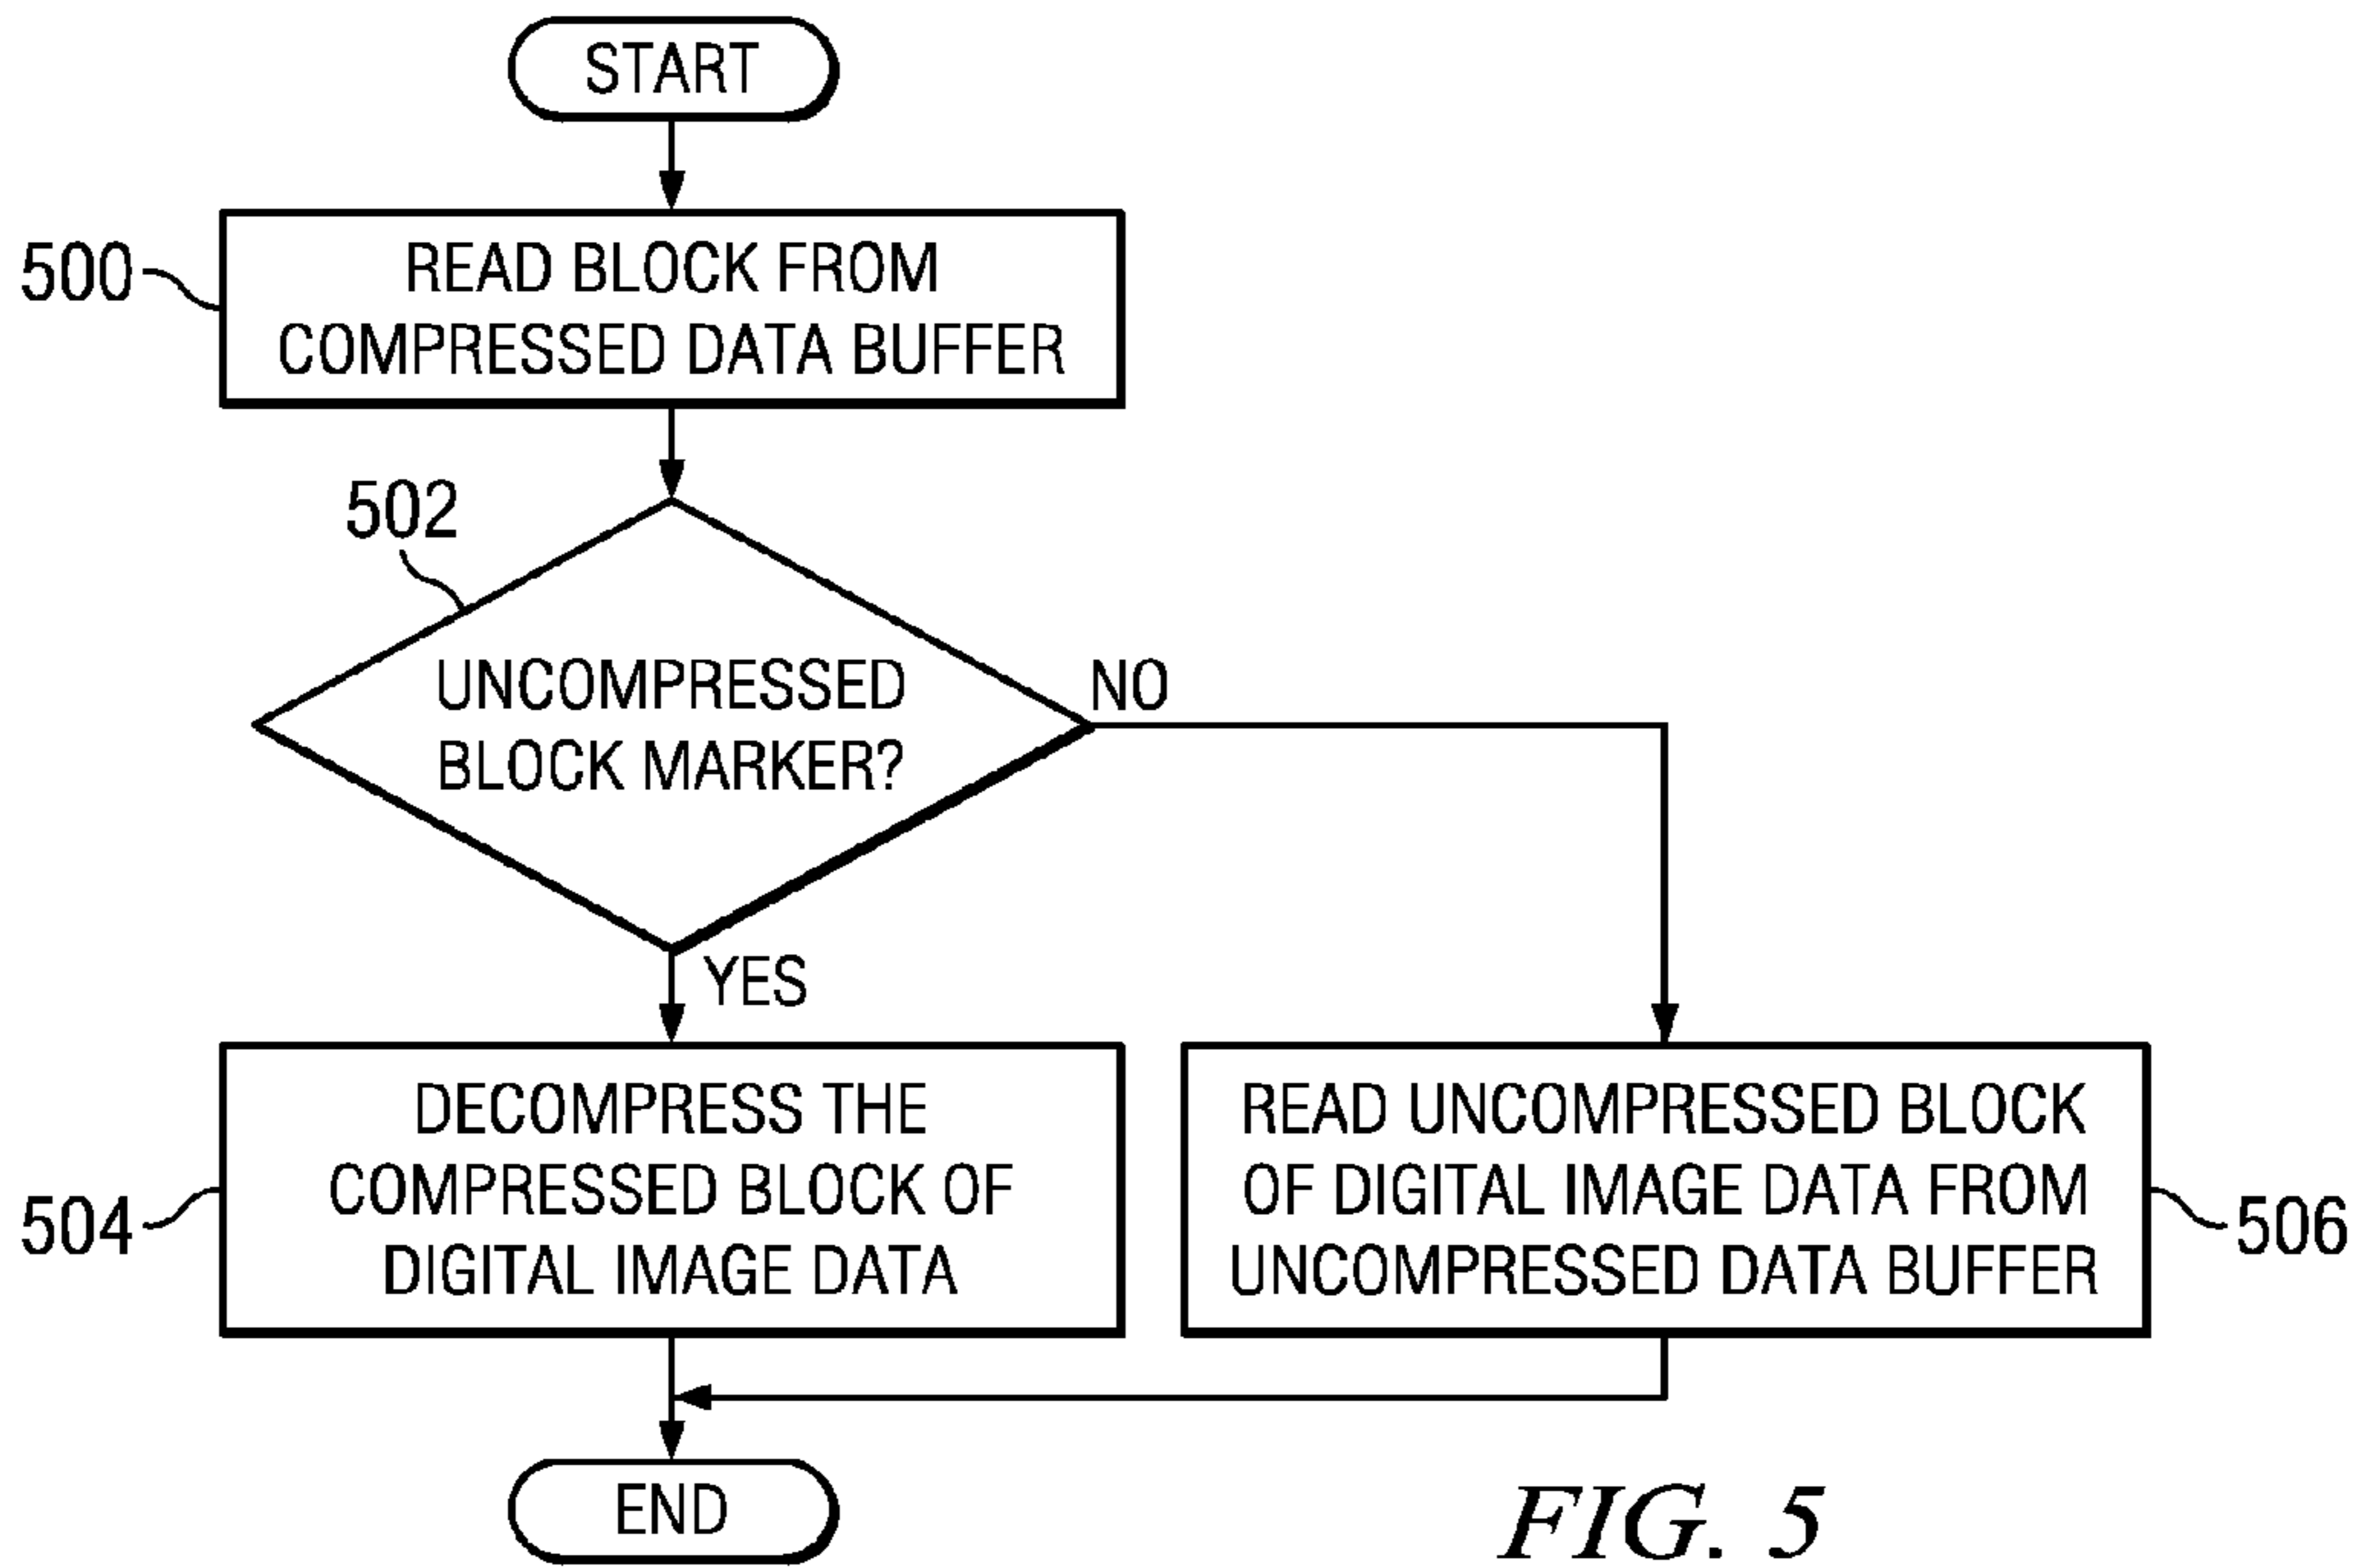 START
500
READ BLOCK FROM
COMPRESSED DATA BUFFER
502
UNCOMPRESSED
BLOCK MARKER?
NO
YES
504
DECOMPRESS THE
COMPRESSED BLOCK OF
DIGITAL IMAGE DATA
READ UNCOMPRESSED BLOCK
OF DIGITAL IMAGE DATA FROM
UNCOMPRESSED DATA BUFFER
506
END
FIG. 5